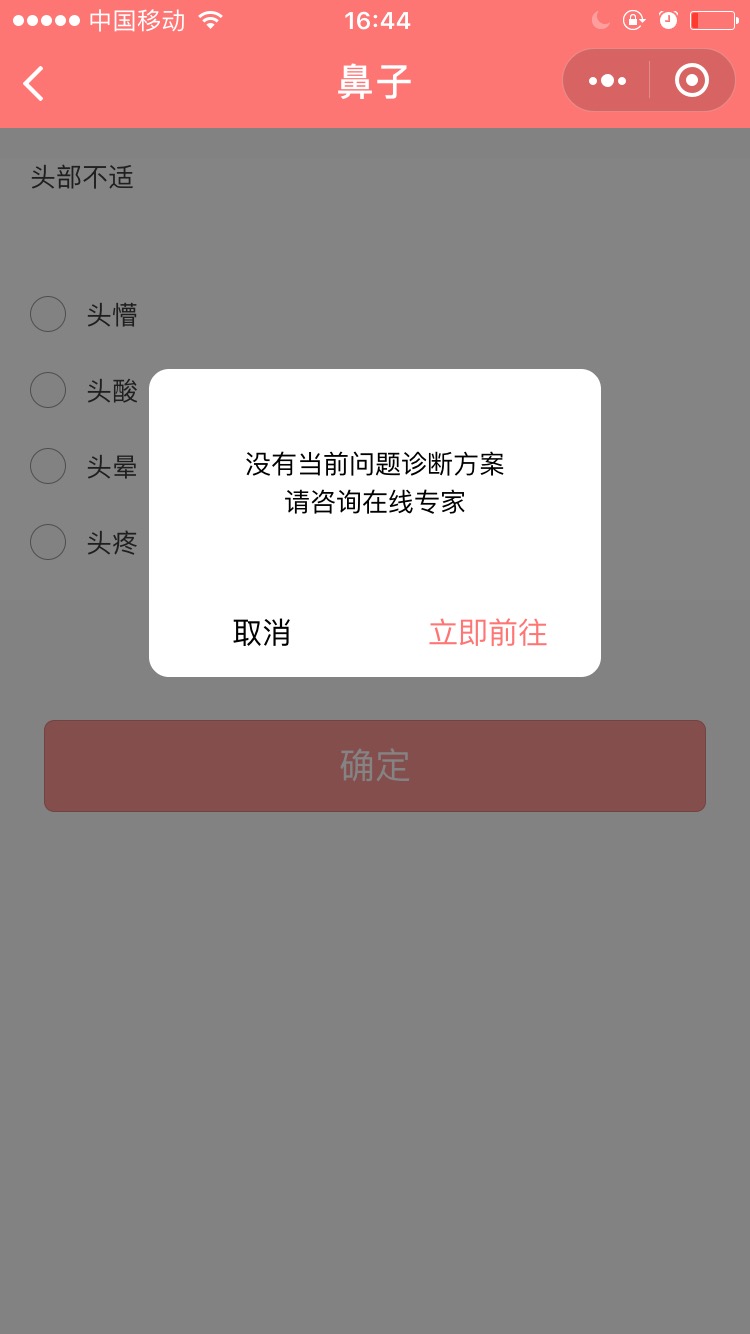 中国移动
16:44
鼻子
头部不适
头懵
头酸
头晕
头疼
没有当前问题诊断方案
请咨询在线专家
取消
立即前往
确定